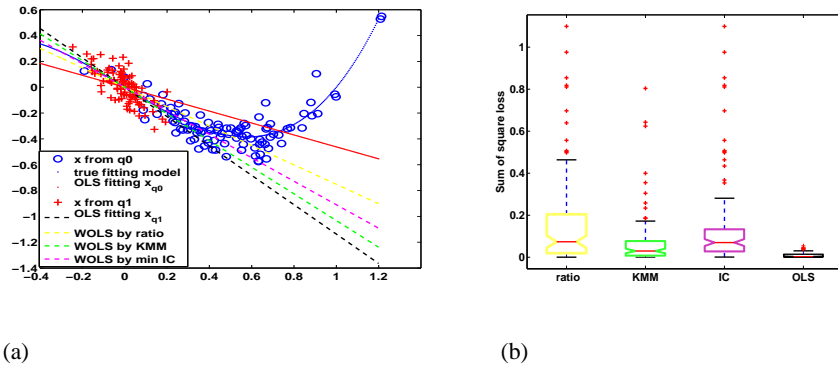 0.6
0.4
0.2
0
−0.2
−0.4
−0.6
−0.8
−1
−1.2
−1.4
−0.4 −0.2 0 0.2 0.4 0.6 0.8 1 1.2 1.4
x from q0
true fitting model
OLS fitting x_q0
x from q1
OLS fitting x_q1
WOLS by ratio
WOLS by KMM
WOLS by min IC
(a)
Sum of square loss
1
0.8
0.6
0.4
0.2
0
ratio KMM IC OLS
(b)